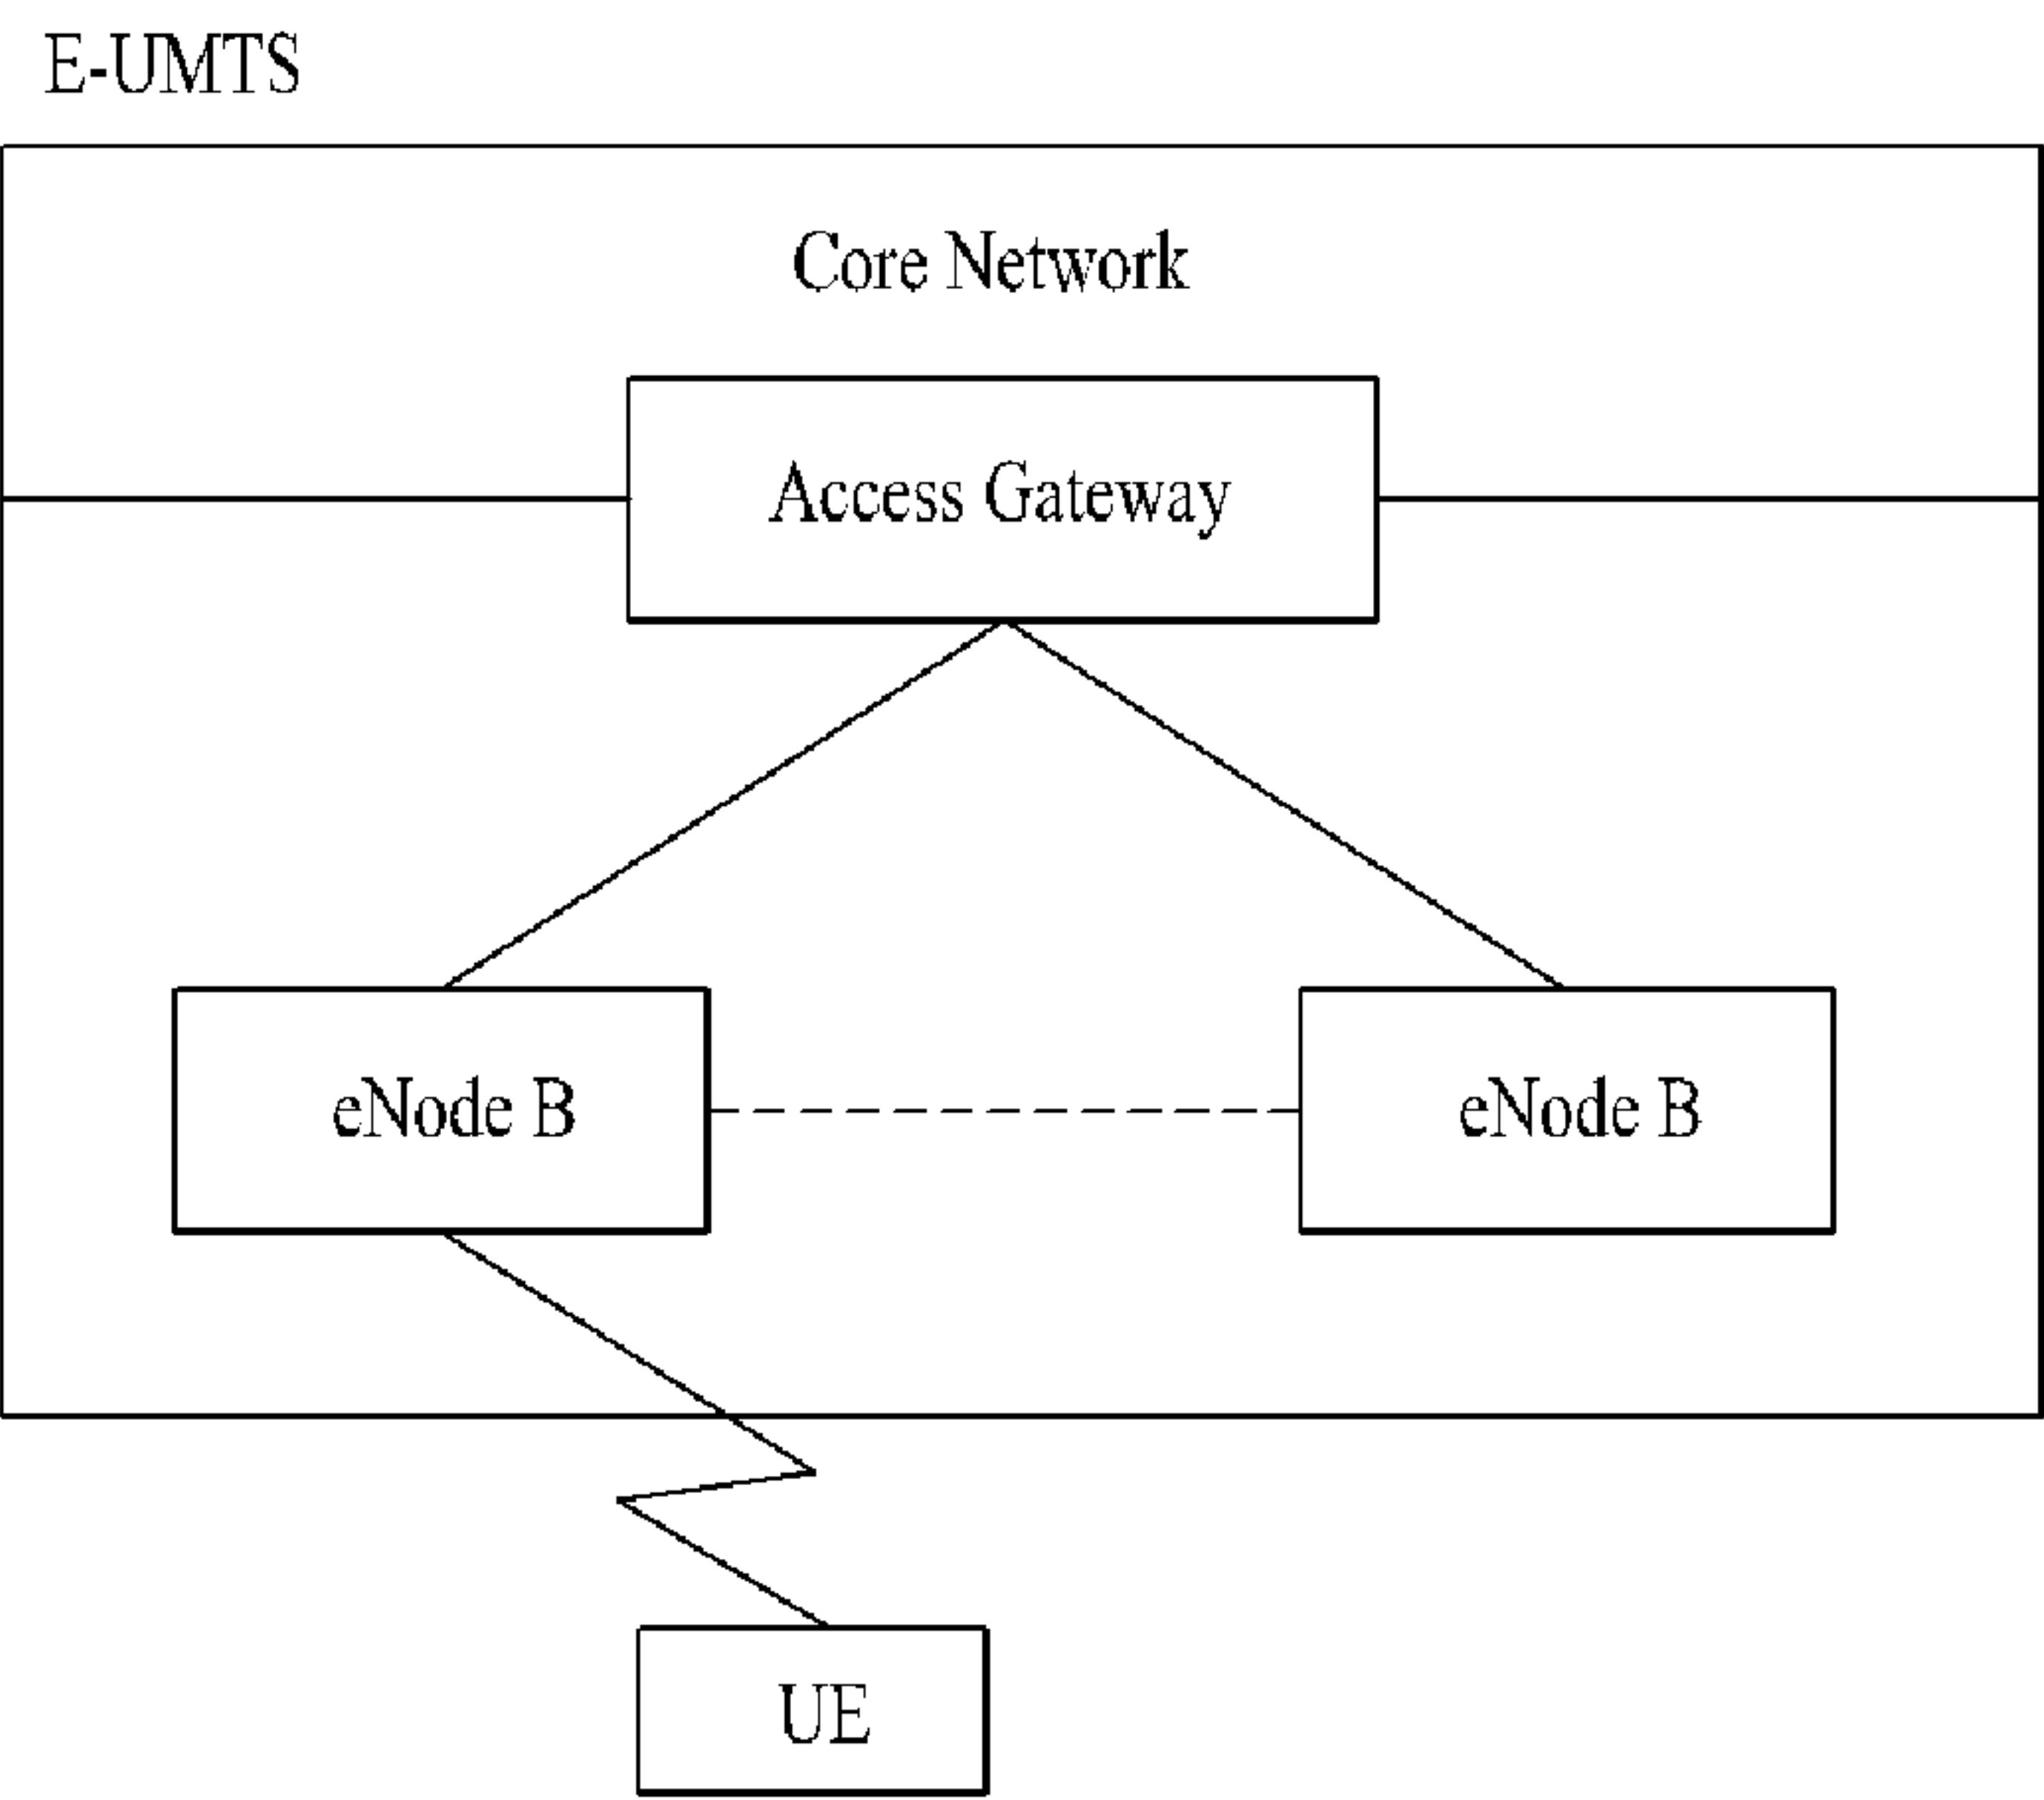 E-UMTS
Core Network
Access Gateway
eNode B
eNode B
UE